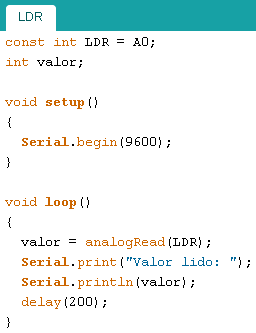 LDR
const int LDR = A0;
int valor;
void setup()
{
Serial.begin(9600);
}
void loop()
{
valor = analogRead(LDR);
Serial.print("Valor lido: ");
Serial.println(valor);
delay(200);
}